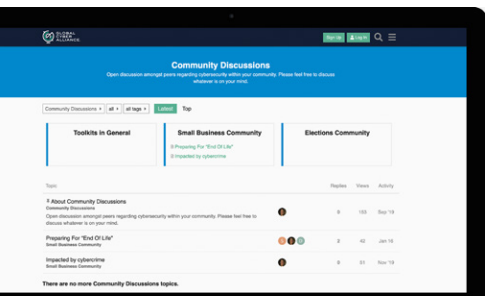 GLOBAL
CYBER
ALLIANCE
Sign Up
Log In
Community Discussions
Open discussion amongst peers regarding cybersecurity within your community. Please feel free to discuss
whatever is on your mind.
Community Discussions
all
all tags
Latest
Top
Toolkits in General
Small Business Community
Preparing For "End Of Life"
Impacted by cybercrime
Elections Community
Topic
Replies
Views
Activity
About Community Discussions
Community Discussions
Open discussion amongst peers regarding cybersecurity within your community. Please feel free to
discuss whatever is on your mind.
0
Sep '19
Preparing For "End Of Life"
Small Business Community
2
42
Jan 16
Impacted by cybercrime
Small Business Community
0
Nov '19
There are no more Community Discussions topics.